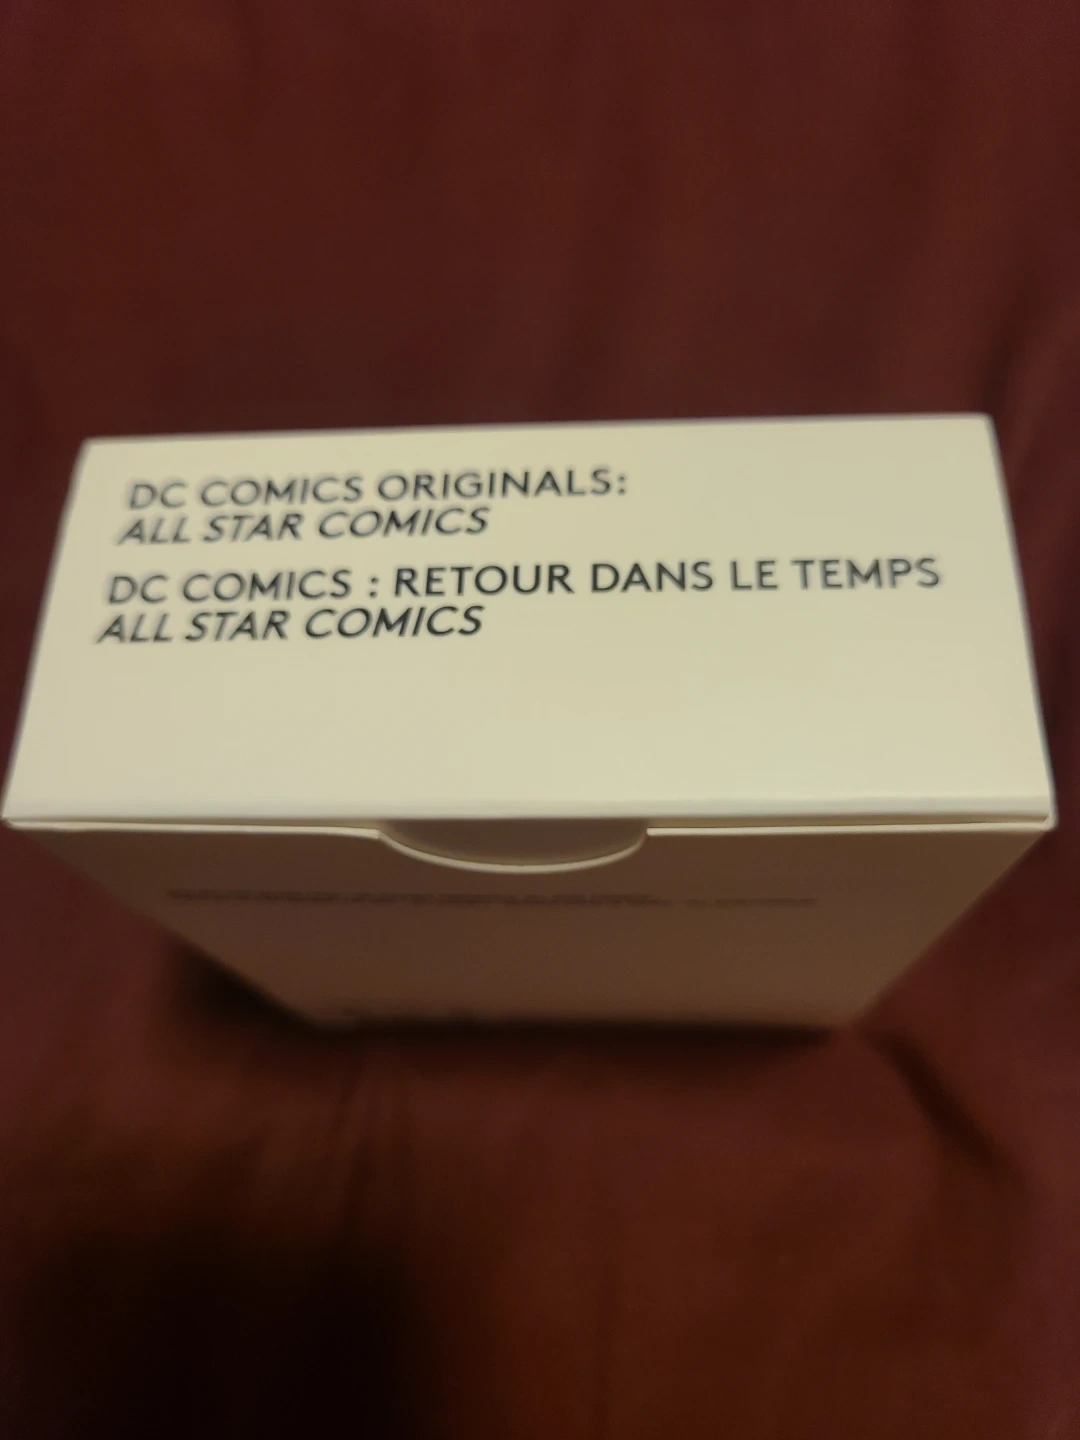 DC COMICS ORIGINALS:
ALL STAR COMICS
DC COMICS : RETOUR DANS LE TEMPS
ALL STAR COMICS